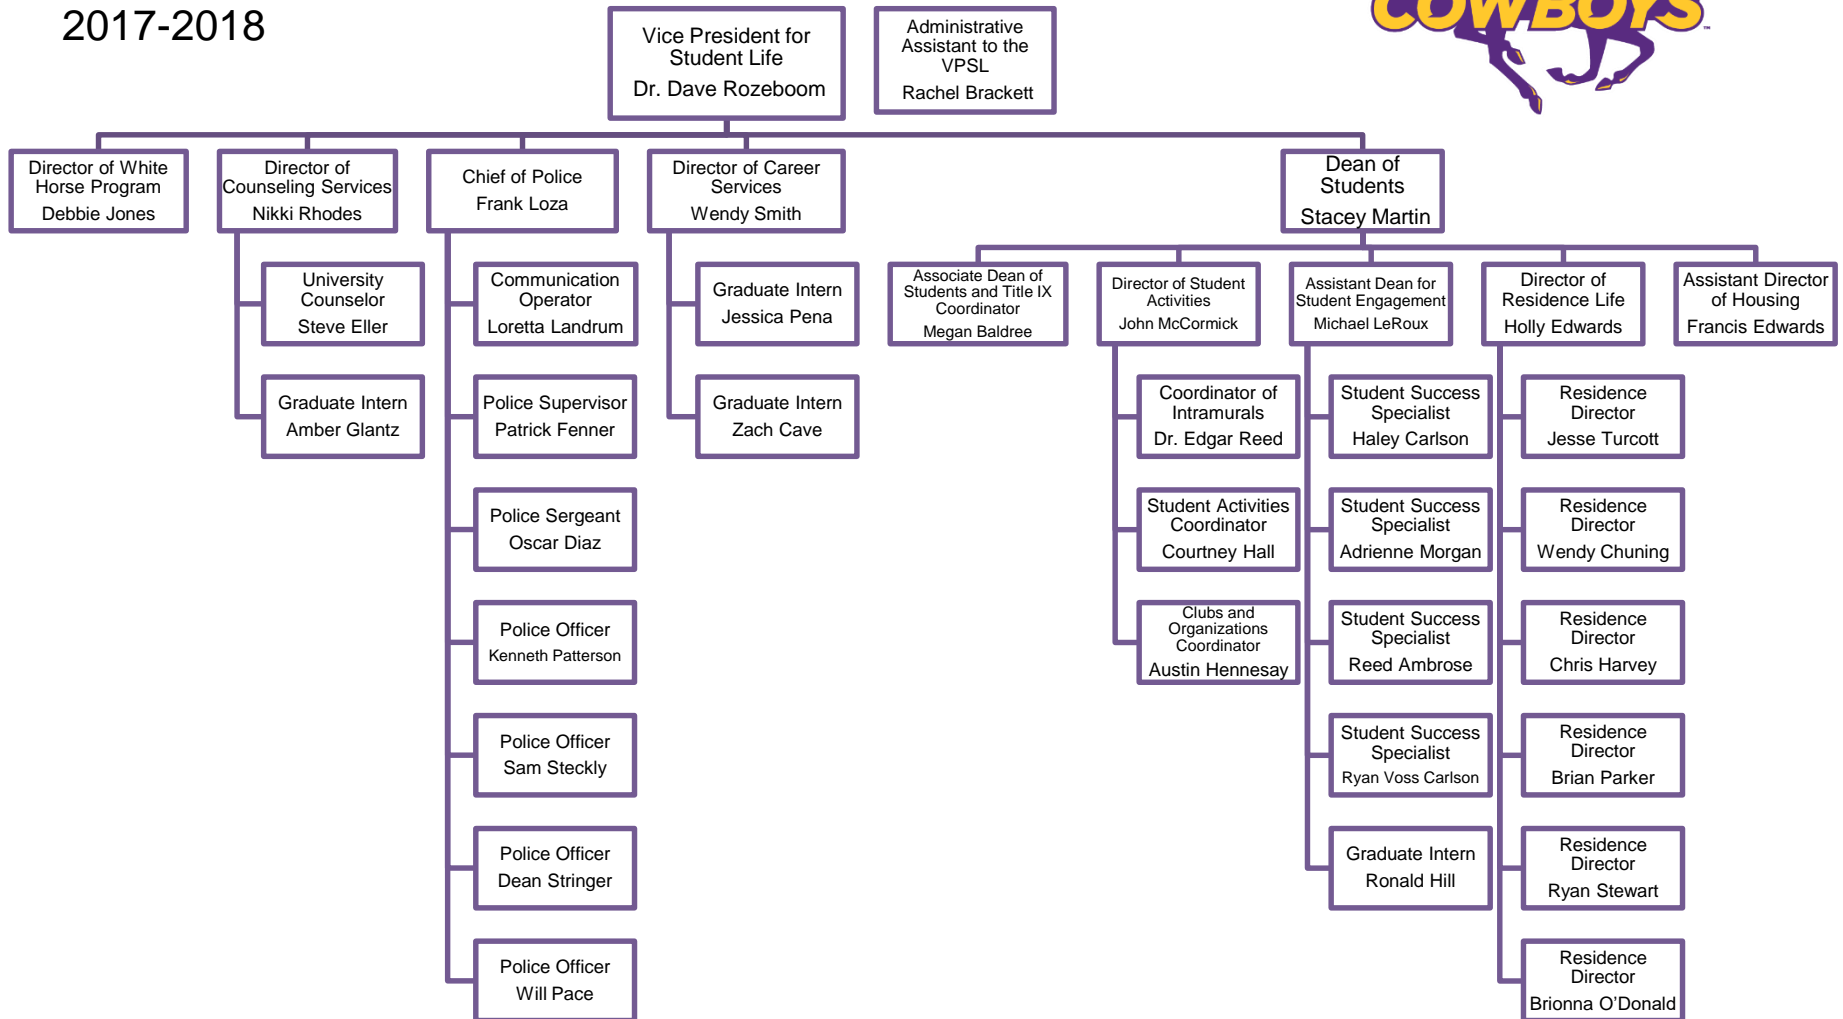 2017-2018
COWBOYS
Vice President for
Student Life
Dr. Dave Rozeboom
Administrative
Assistant to the
VPSL
Rachel Brackett
Director of White
Horse Program
Debbie Jones
Director of
Counseling Services
Nikki Rhodes
Chief of Police
Frank Loza
Director of Career
Services
Wendy Smith
Dean of
Students
Stacey Martin
University
Counselor
Steve Eller
Graduate Intern
Amber Glantz
Communication
Operator
Loretta Landrum
Police Supervisor
Patrick Fenner
Police Sergeant
Oscar Diaz
Police Officer
Kenneth Patterson
Police Officer
Sam Steckly
Police Officer
Dean Stringer
Police Officer
Will Pace
Graduate Intern
Jessica Pena
Graduate Intern
Zach Cave
Associate Dean of
Students and Title IX
Coordinator
Megan Baldree
Director of Student
Activities
John McCormick
Assistant Dean for
Student Engagement
Michael LeRoux
Director of
Residence Life
Holly Edwards
Assistant Director
of Housing
Francis Edwards
Coordinator of
Intramurals
Dr. Edgar Reed
Student Activities
Coordinator
Courtney Hall
Clubs and
Organizations
Coordinator
Austin Hennesay
Student Success
Specialist
Haley Carlson
Student Success
Specialist
Adrienne Morgan
Student Success
Specialist
Reed Ambrose
Student Success
Specialist
Ryan Voss Carlson
Graduate Intern
Ronald Hill
Residence
Director
Jesse Turcott
Residence
Director
Wendy Chuning
Residence
Director
Chris Harvey
Residence
Director
Brian Parker
Residence
Director
Ryan Stewart
Residence
Director
Brionna O’Donald